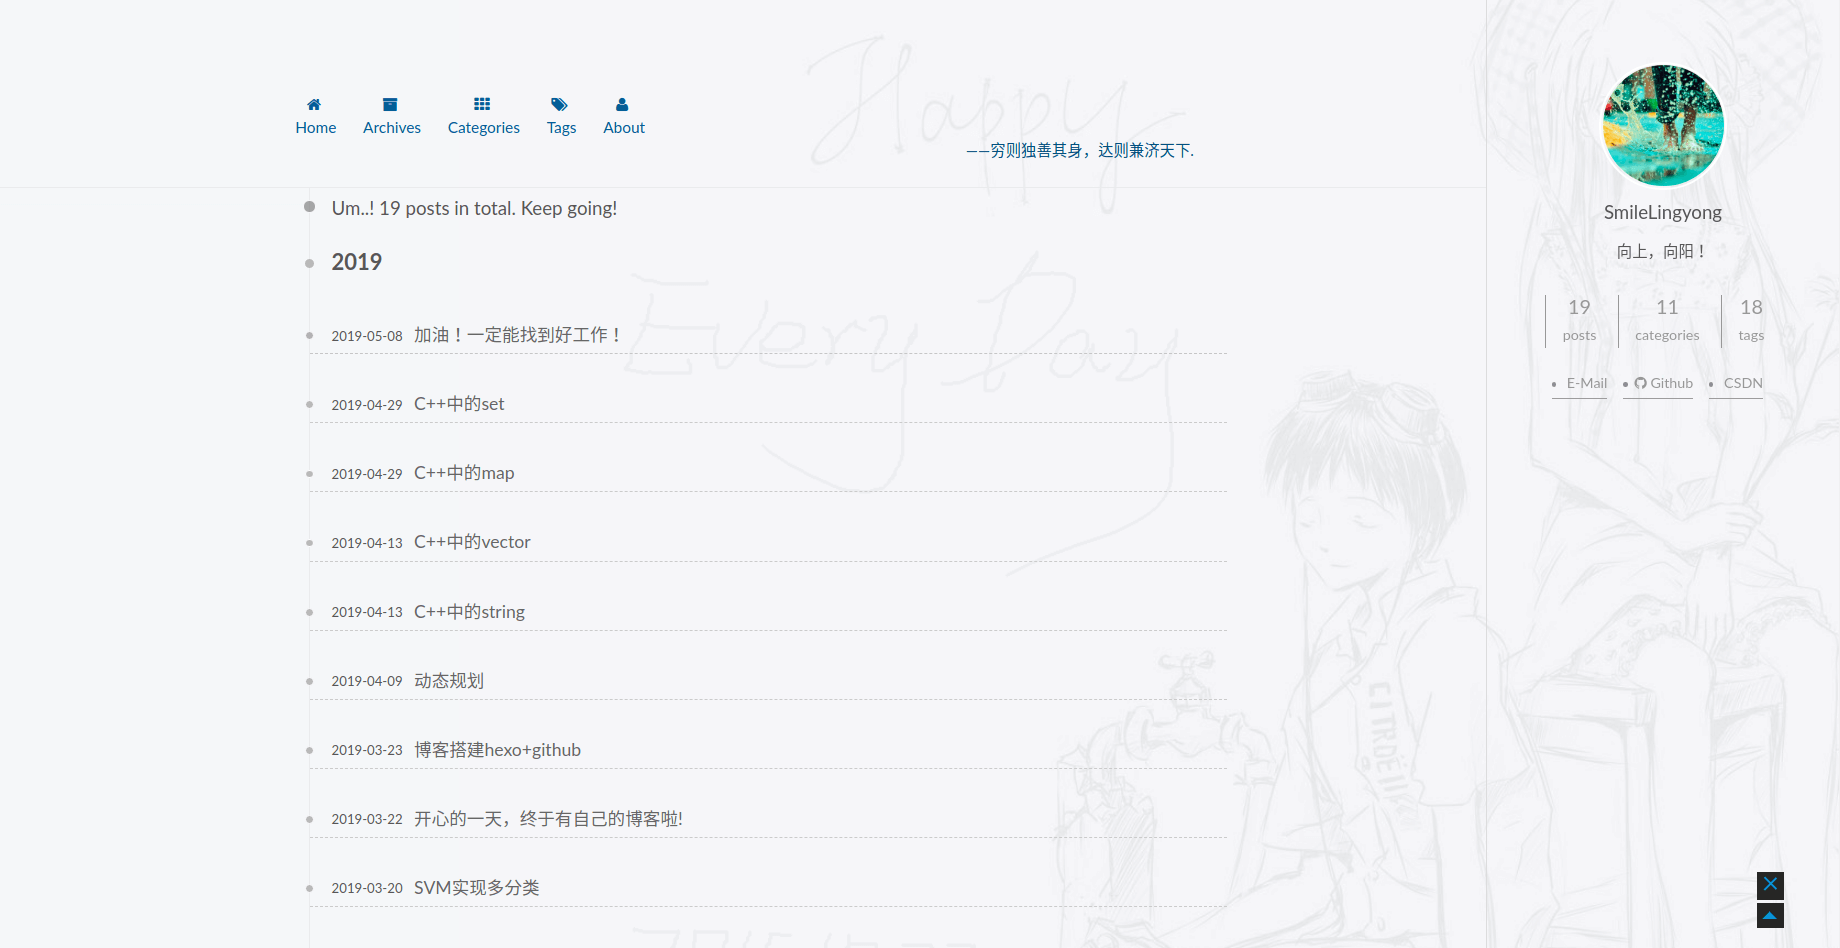 Happy
Home Archives Categories Tags About
——穷则独善其身，达则兼济天下.
Um..! 19 posts in total. Keep going!
2019
Every Day
2019-05-08 加油！一定能找到好工作！
2019-04-29 C++中的set
2019-04-29 C++中的map
2019-04-13 C++中的vector
2019-04-13 C++中的string
2019-04-09 动态规划
2019-03-23 博客搭建hexo+github
2019-03-22 开心的一天，终于有自己的博客啦!
2019-03-20 SVM实现多分类
SmileLingyong
向上，向阳！
19 11 18
posts categories tags
E-Mail Github CSDN